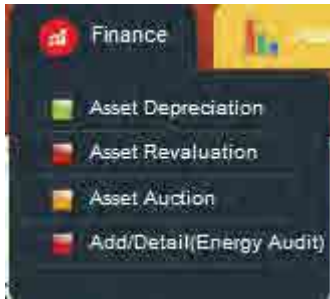 Finance
Asset Depreciation
Asset Revaluation
Asset Auction
Add/Detail(Energy Audit)